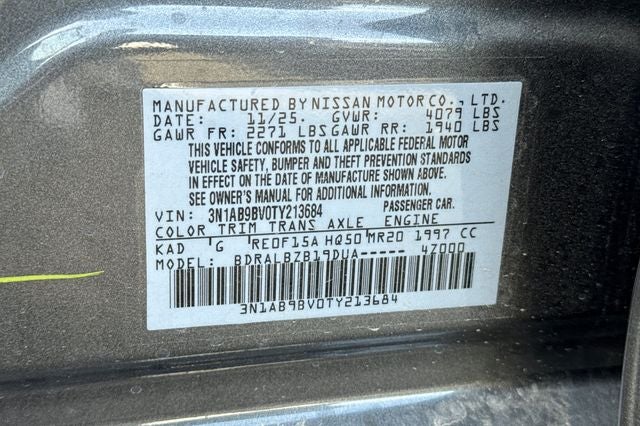 MANUFACTURED BY NISSAN MOTOR CO., LTD.
DATE: 11/25. GVWR: 4079 LBS
GAWR FR: 2271 LBS GAWR RR: 1940 LBS
THIS VEHICLE CONFORMS TO ALL APPLICABLE FEDERAL MOTOR
VEHICLE SAFETY, BUMPER AND THEFT PREVENTION STANDARDS
IN EFFECT ON THE DATE OF MANUFACTURE SHOWN ABOVE.
SEE OWNER'S MANUAL FOR ADDITIONAL INFORMATION.
VIN: 3N1AB9BV0TY213684 PASSENGER CAR.
COLOR TRIM TRANS AXLE ENGINE
KAD G RE0F15A HQ50 MR20 1997 CC
MODEL: BDRALBZB19DUA----- 47000
3N1AB9BV0TY213684